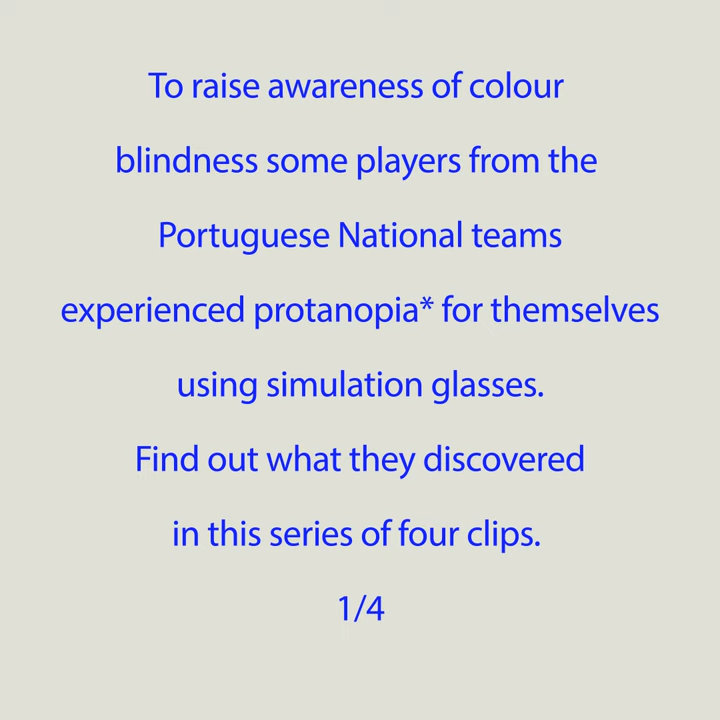 To raise awareness of colour
blindness some players from the
Portuguese National teams
experienced protanopia* for themselves
using simulation glasses.
Find out what they discovered
in this series of four clips.
1/4